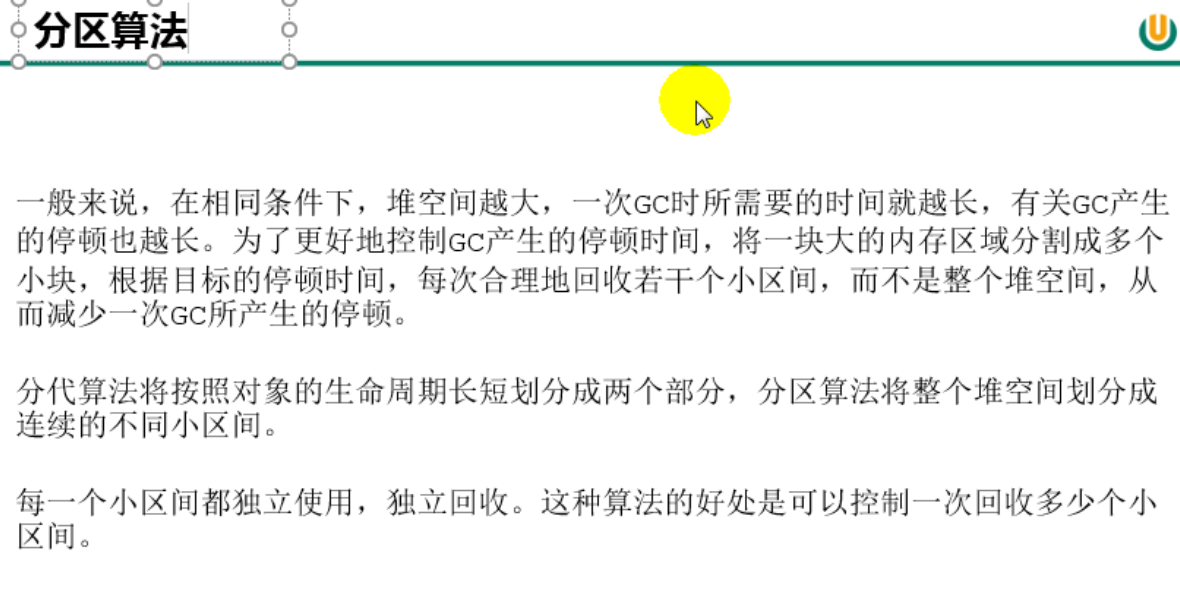 分区算法
一般来说，在相同条件下，堆空间越大，一次GC时所需要的时间就越长，有关GC产生
的停顿也越长。为了更好地控制GC产生的停顿时间，将一块大的内存区域分割成多个
小块，根据目标的停顿时间，每次合理地回收若干个小区间，而不是整个堆空间，从
而减少一次GC所产生的停顿。
分代算法将按照对象的生命周期长短划分成两个部分，分区算法将整个堆空间划分成
连续的不同小区间。
每一个小区间都独立使用，独立回收。这种算法的好处是可以控制一次回收多少个小
区间。